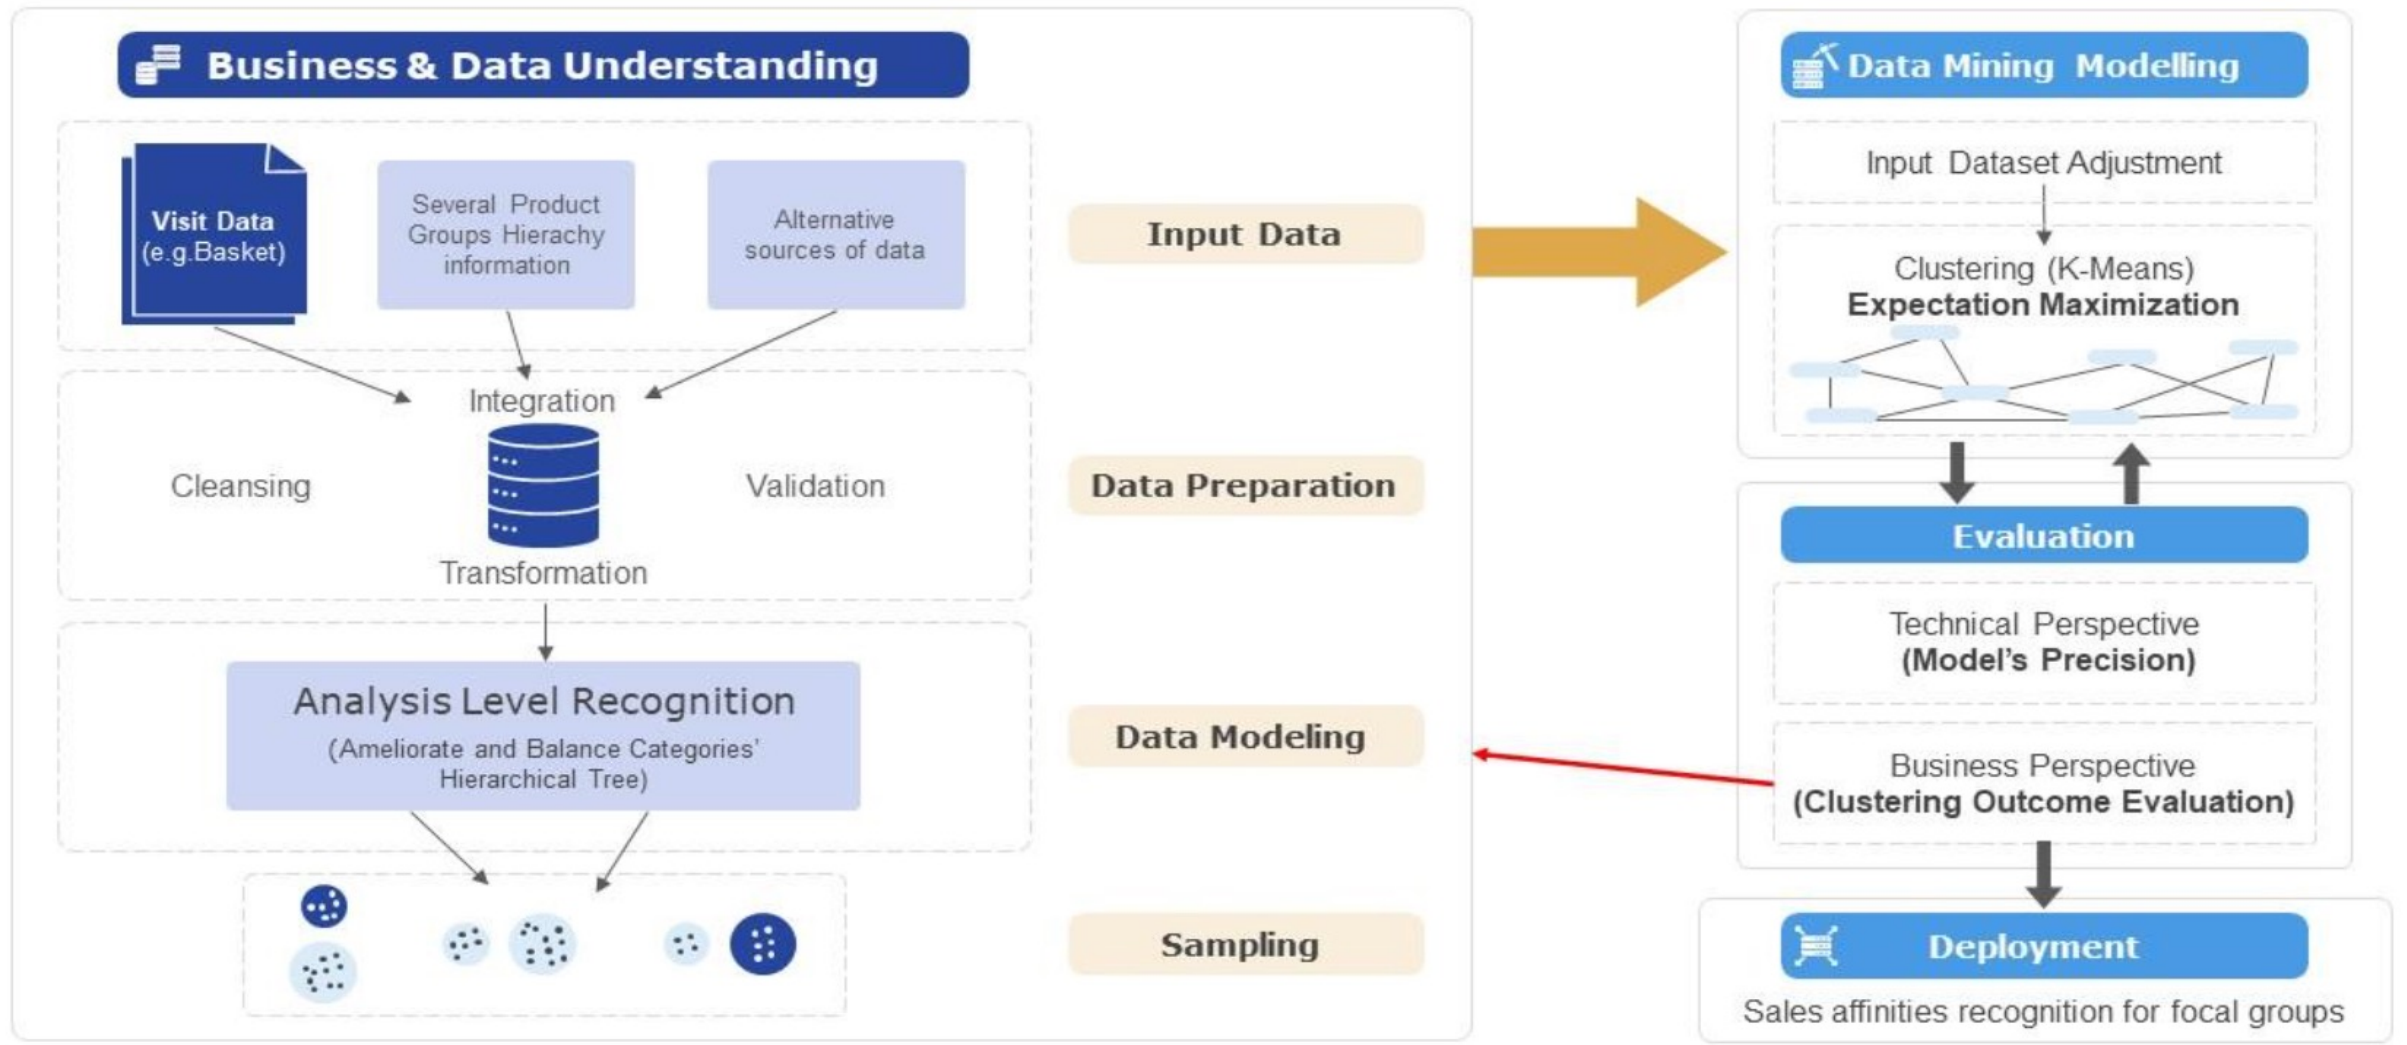 Business & Data Understanding
Visit Data
(e.g.Basket)
Several Product
Groups Hierachy
information
Alternative
sources of data
Input Data
Integration
Cleansing
Validation
Transformation
Data Preparation
Analysis Level Recognition
(Ameliorate and Balance Categories’
Hierarchical Tree)
Data Modeling
Sampling
Data Mining Modelling
Input Dataset Adjustment
Clustering (K-Means)
Expectation Maximization
Evaluation
Technical Perspective
(Model’s Precision)
Business Perspective
(Clustering Outcome Evaluation)
Deployment
Sales affinities recognition for focal groups